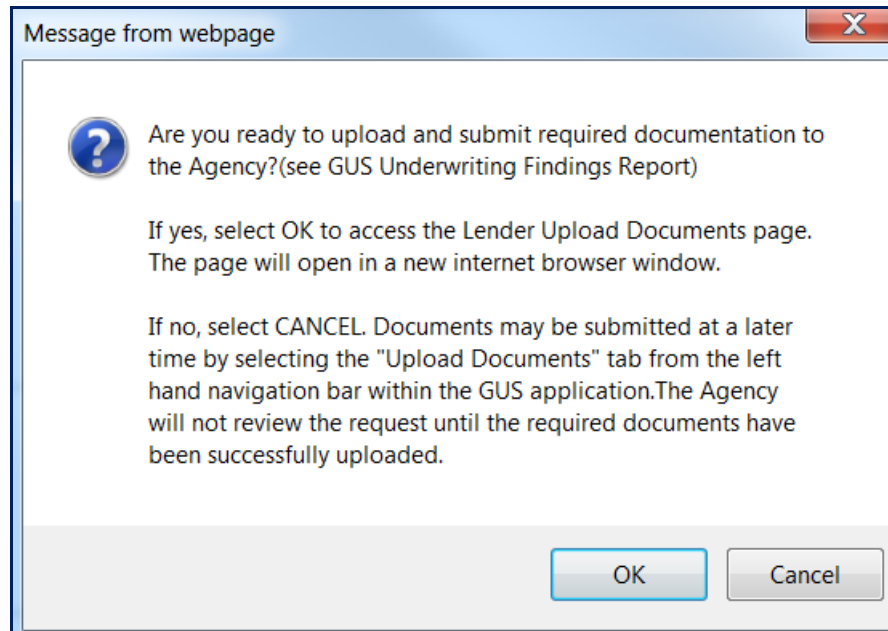 Message from webpage
X
?
Are you ready to upload and submit required documentation to
the Agency?(see GUS Underwriting Findings Report)
If yes, select OK to access the Lender Upload Documents page.
The page will open in a new internet browser window.
If no, select CANCEL. Documents may be submitted at a later
time by selecting the "Upload Documents" tab from the left
hand navigation bar within the GUS application.The Agency
will not review the request until the required documents have
been successfully uploaded.
OK
Cancel